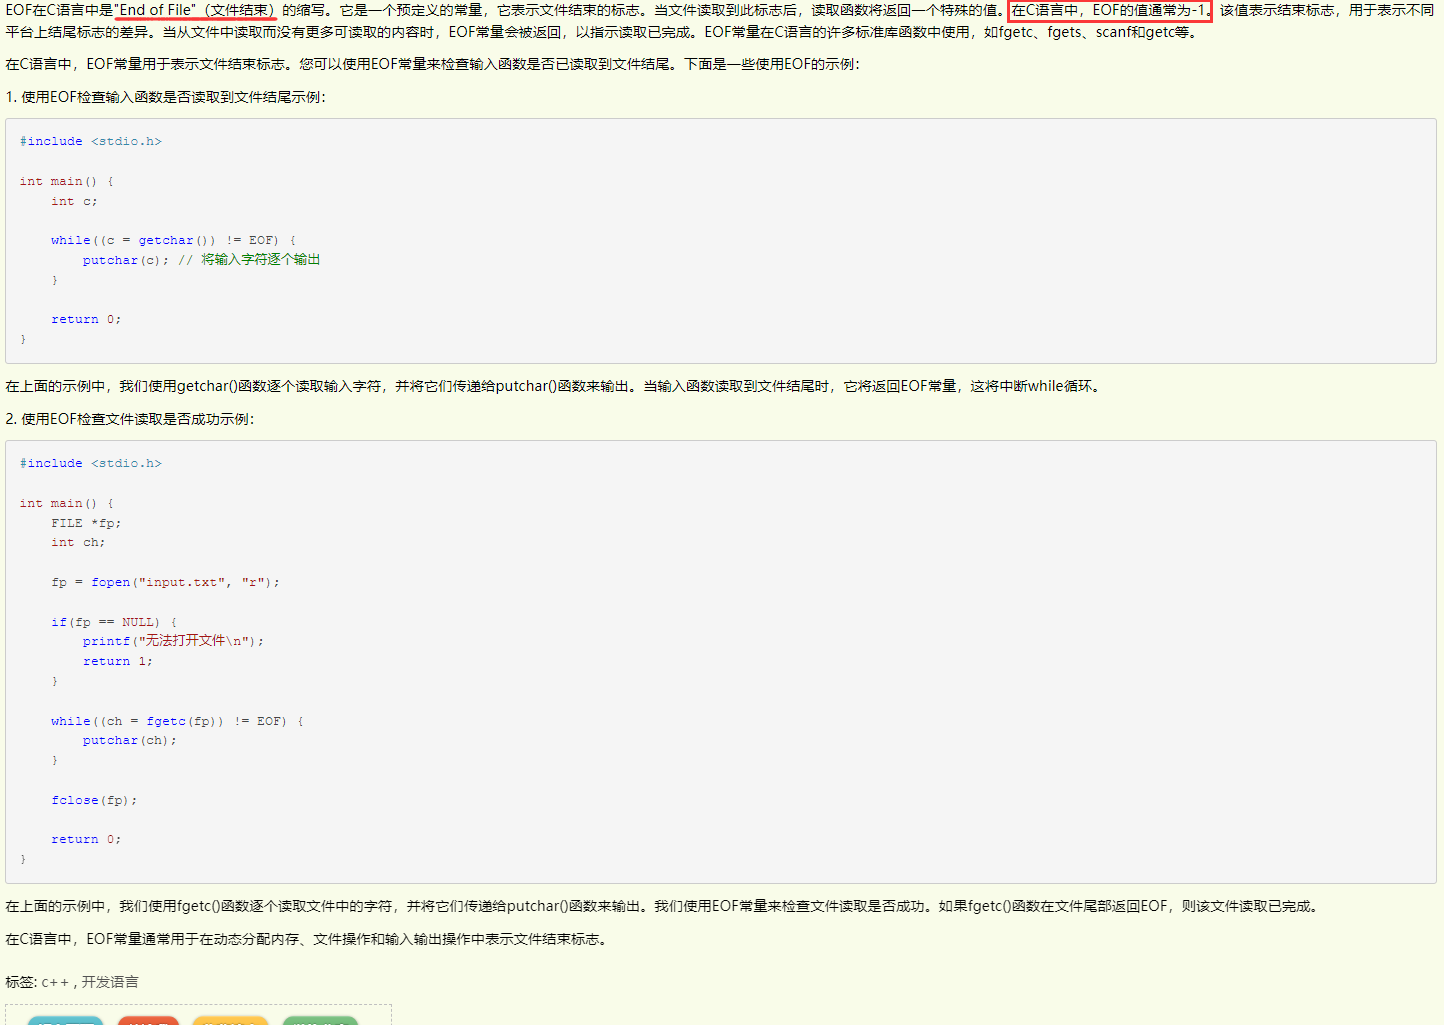 EOF在C语言中是"End of File"（文件结束）的缩写。它是一个预定义的常量，它表示文件结束的标志。当文件读取到此标志后，读取函数将返回一个特殊的值。在C语言中，EOF的值通常为-1。该值表示结束标志，用于表示不同
平台上结尾标志的差异。当从文件中读取而没有更多可读取的内容时，EOF常量会被返回，以指示读取已完成。EOF常量在C语言的许多标准库函数中使用，如fgetc、fgets、scanf和getc等。
在C语言中，EOF常量用于表示文件结束标志。您可以使用EOF常量来检查输入函数是否已读取到文件结尾。下面是一些使用EOF的示例：
1. 使用EOF检查输入函数是否读取到文件结尾示例：
#include <stdio.h>
int main() {
int c;
while((c = getchar()) != EOF) {
putchar(c); // 将输入字符逐个输出
}
return 0;
}
在上面的示例中，我们使用getchar()函数逐个读取输入字符，并将它们传递给putchar()函数来输出。当输入函数读取到文件结尾时，它将返回EOF常量，这将中断while循环。
2. 使用EOF检查文件读取是否成功示例：
#include <stdio.h>
int main() {
FILE *fp;
int ch;
fp = fopen("input.txt", "r");
if(fp == NULL) {
printf("无法打开文件\n");
return 1;
}
while((ch = fgetc(fp)) != EOF) {
putchar(ch);
}
fclose(fp);
return 0;
}
在上面的示例中，我们使用fgetc()函数逐个读取文件中的字符，并将它们传递给putchar()函数来输出。我们使用EOF常量来检查文件读取是否成功。如果fgetc()函数在文件尾部返回EOF，则该文件读取已完成。
在C语言中，EOF常量通常用于在动态分配内存、文件操作和输入输出操作中表示文件结束标志。
标签: c++ , 开发语言